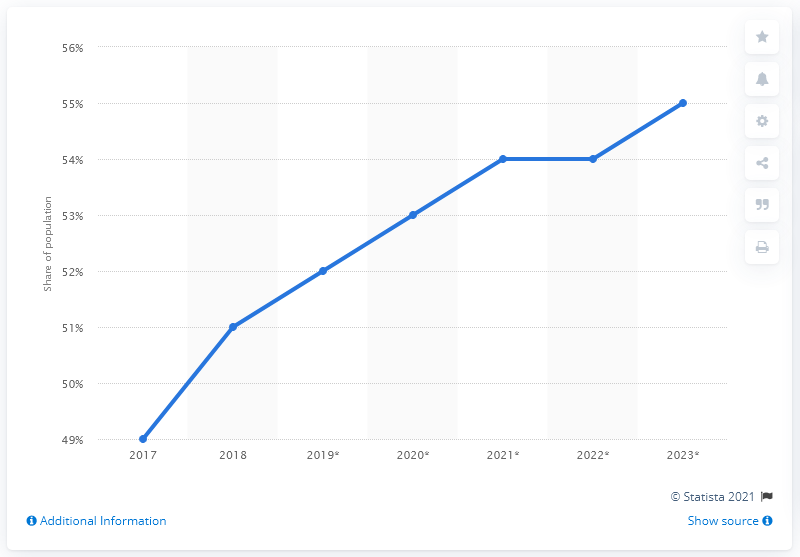 56%
55%
54%
53%
52%
51%
50%
49%
Share of population
2017 2018 2019* 2020* 2021* 2022* 2023*
© Statista 2021
Additional Information Show source